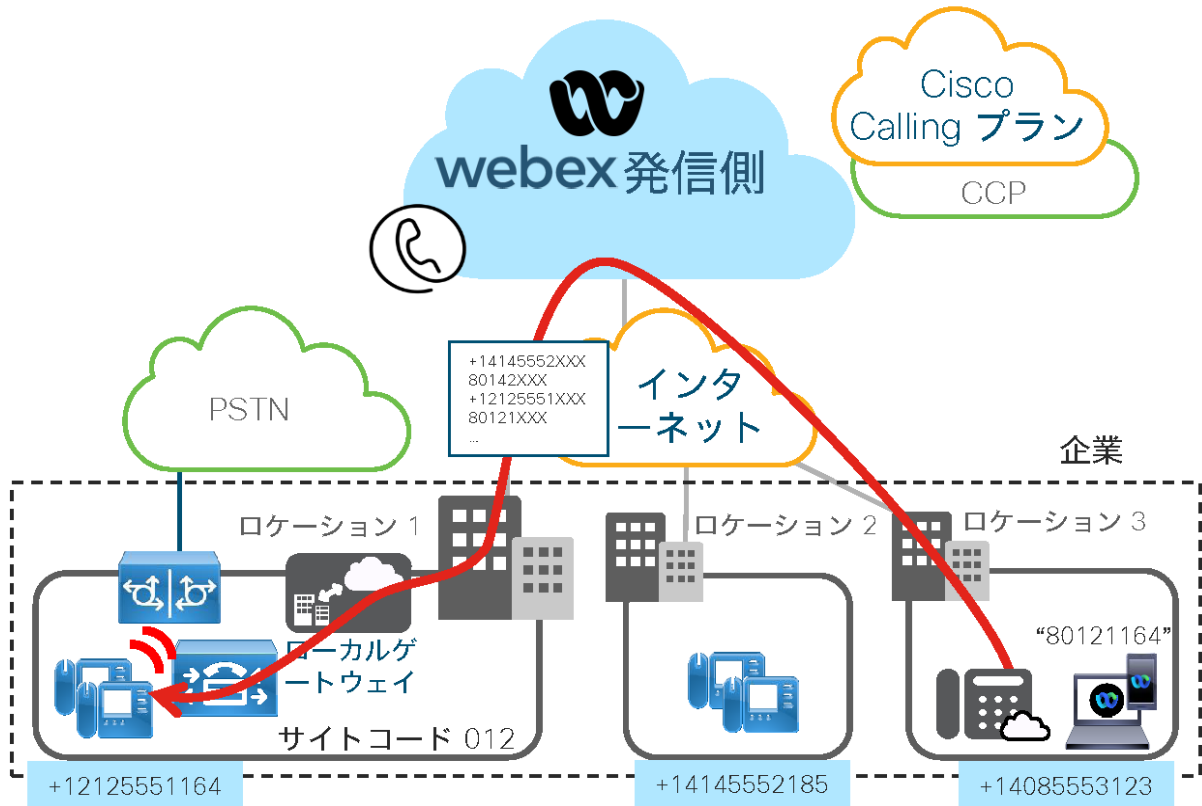 Cisco
Calling プラン
CCP
webex 発信側
+14145552XXX
80142XXX
+12125551XXX
80121XXX
...
インタ
ーネット
PSTN
企業
ロケーション 1
ロケーション 2
ロケーション 3
ローカルゲ
ートウェイ
“80121164”
サイトコード 012
+12125551164
+14145552185
+14085553123